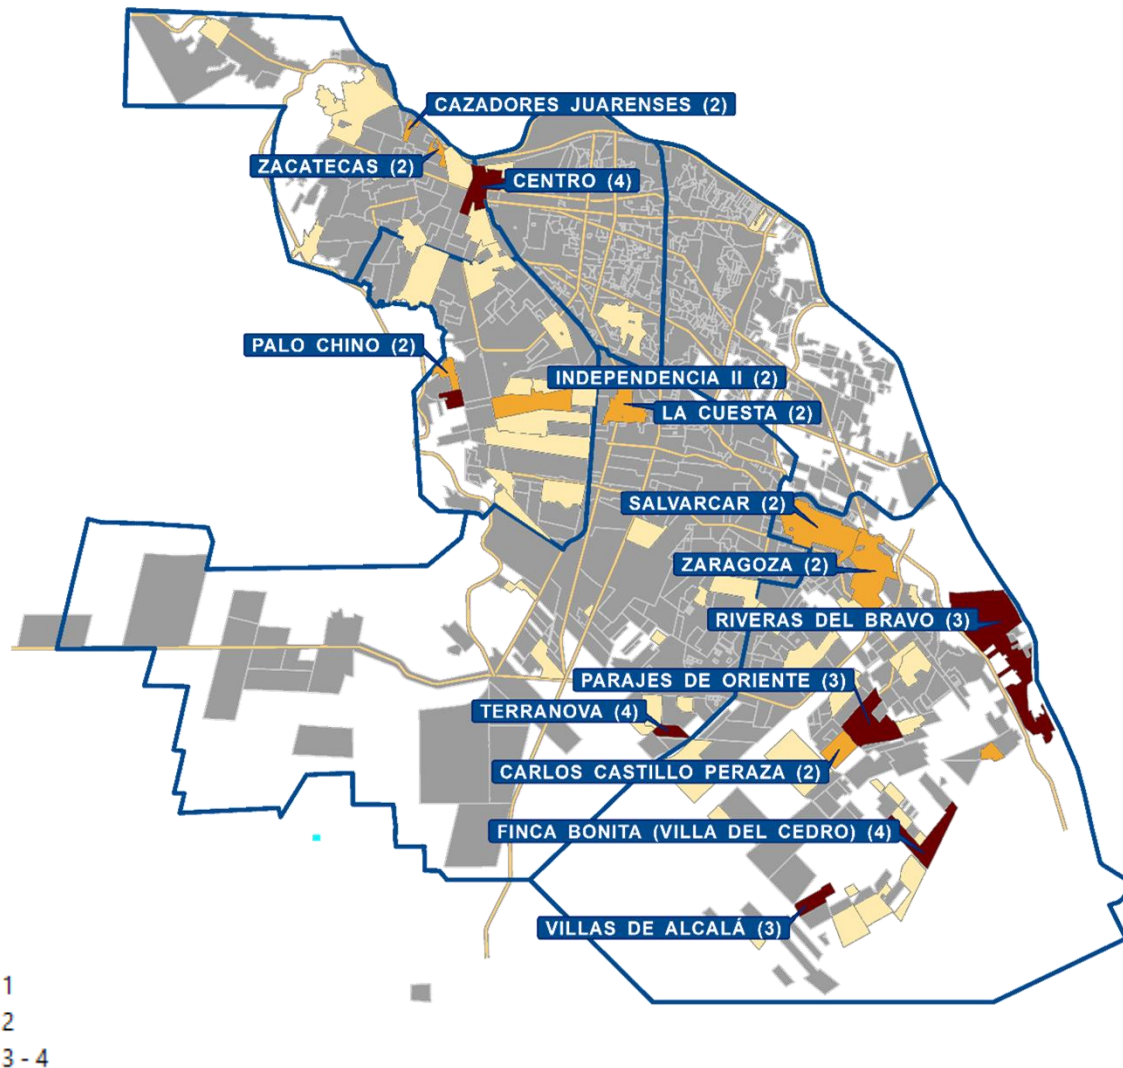 CAZADORES JUARENSES (2)
ZACATECAS (2)
CENTRO (4)
PALO CHINO (2)
INDEPENDENCIA II (2)
LA CUESTA (2)
SALVARCAR (2)
ZARAGOZA (2)
RIVERAS DEL BRAVO (3)
PARAJES DE ORIENTE (3)
TERRANOVA (4)
CARLOS CASTILLO PERAZA (2)
FINCA BONITA (VILLA DEL CEDRO) (4)
VILLAS DE ALCALÁ (3)
1
2
3 - 4